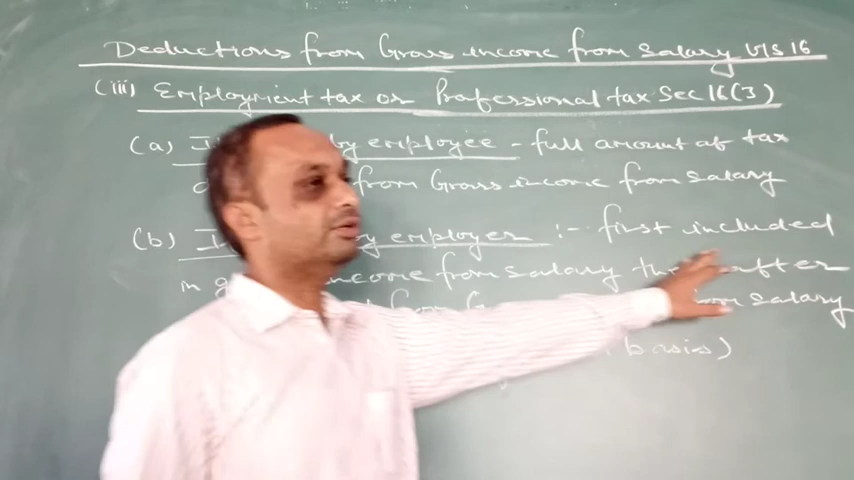 Deductions from Gross income from Salary U/S 16
(iii) Employment tax or Professional tax Sec 16(3)
(a) I by employee - full amount of tax
from Gross income from salary
(b) I by employer :- first included
in g income from salary after
from salary
basis)